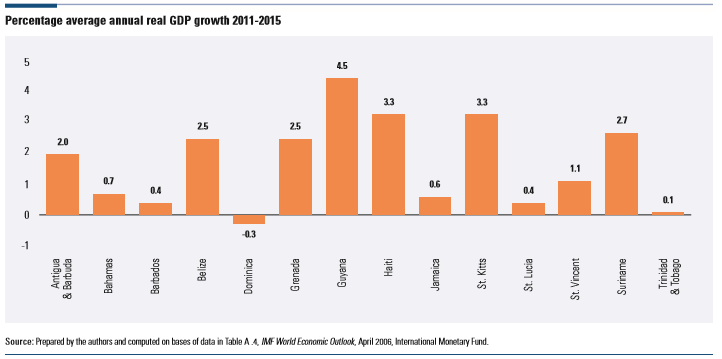 Percentage average annual real GDP growth 2011-2015
5
4
3
2
1
0
-1
2.0
0.7
0.4
2.5
-0.3
2.5
4.5
3.3
0.6
3.3
0.4
1.1
2.7
0.1
Antigua
& Barbuda
Bahamas
Barbados
Belize
Dominica
Grenada
Guyana
Haiti
Jamaica
St. Kitts
St. Lucia
St. Vincent
Suriname
Trinidad
& Tobago
Source: Prepared by the authors and computed on bases of data in Table A .4, IMF World Economic Outlook, April 2006, International Monetary Fund.